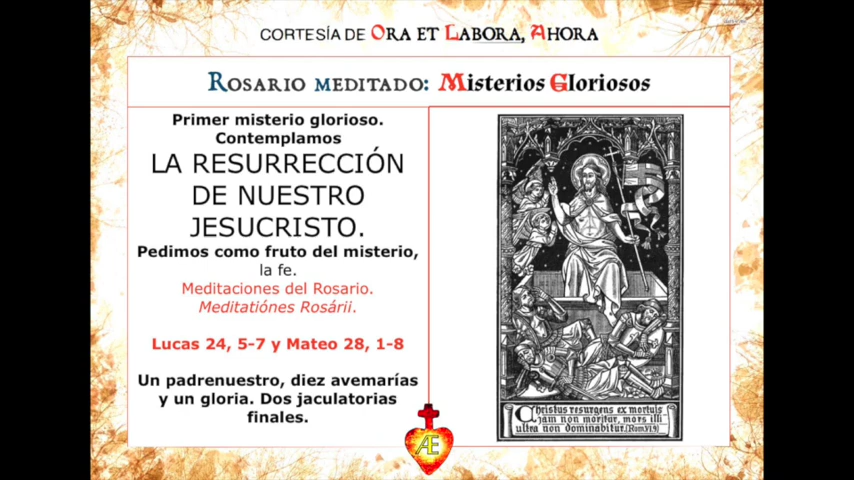 CORTESÍA DE ORA ET LABORA, AHORA
ROSARIO MEDITADO: Misterios Gloriosos
Primer misterio glorioso.
Contemplamos
LA RESURRECCIÓN
DE NUESTRO
JESUCRISTO.
Pedimos como fruto del misterio,
la fe.
Meditaciones del Rosario.
Meditatiónes Rosárii.
Lucas 24, 5-7 y Mateo 28, 1-8
Un padrenuestro, diez avemarías
y un gloria. Dos jaculatorias
finales.
Christus resurgens ex mortuis
jam non moritur, mors illi
ultra non dominabitur. (Rom VI, 9)
Æ